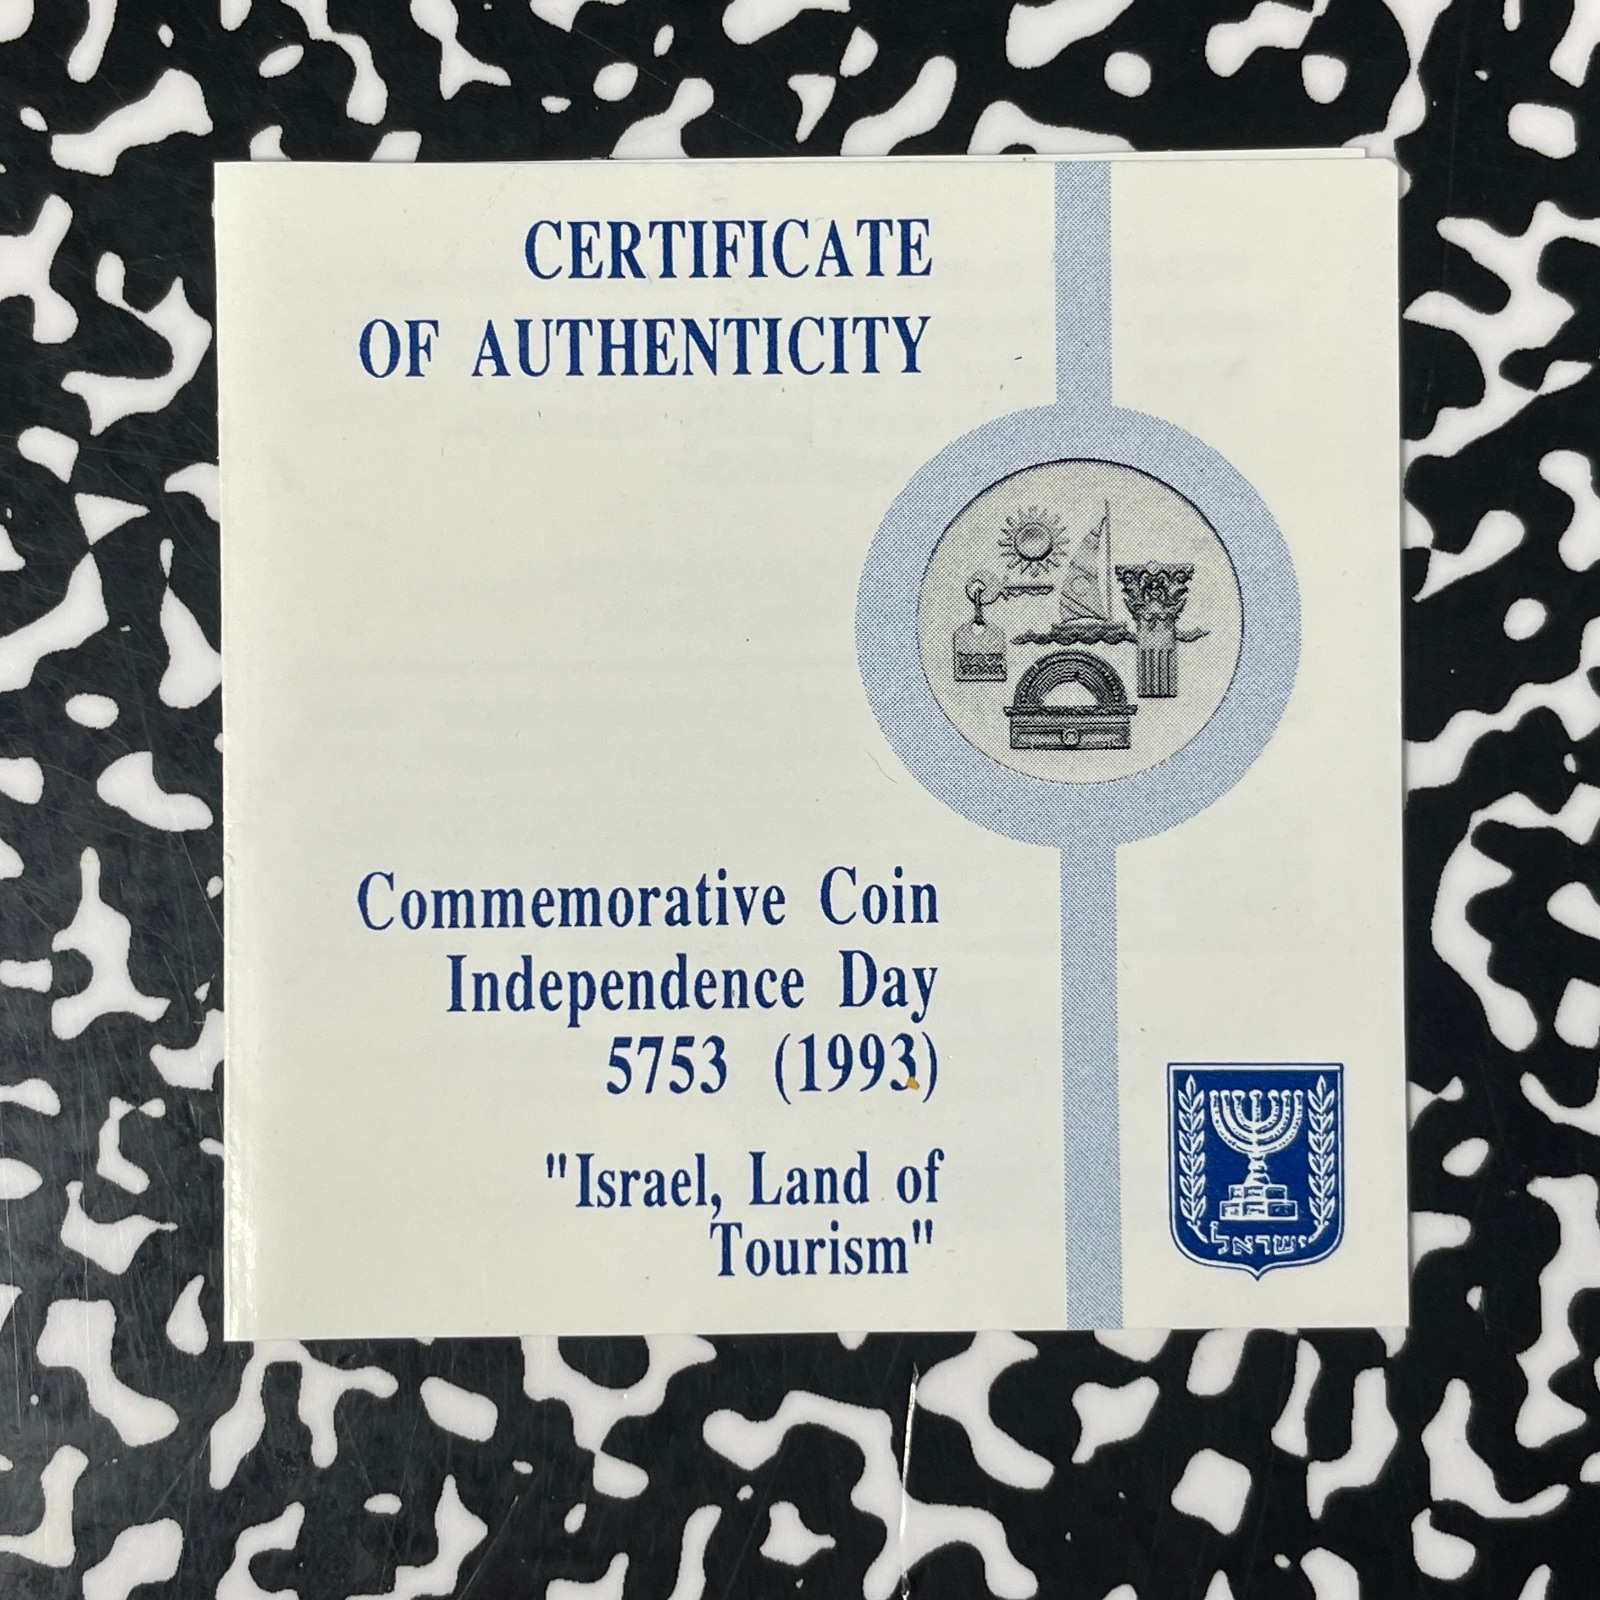 CERTIFICATE
OF AUTHENTICITY
Commemorative Coin
Independence Day
5753 (1993)
"Israel, Land of
Tourism"
ישראל